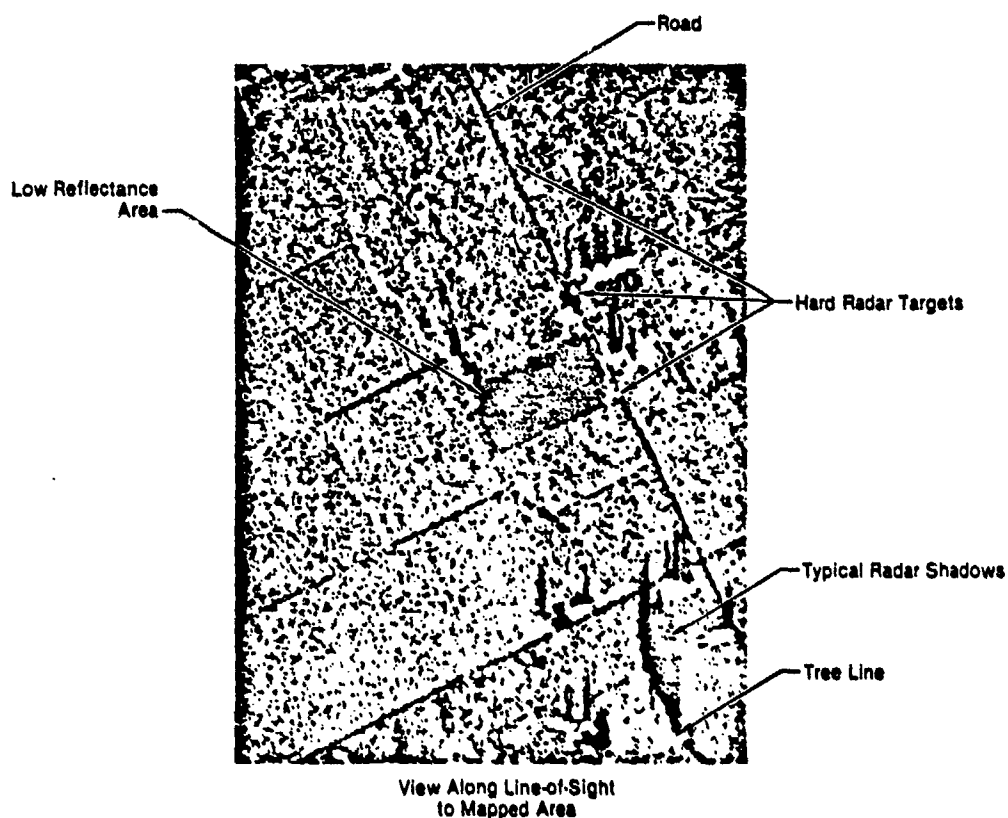 Road
Low Reflectance
Area
Hard Radar Targets
Typical Radar Shadows
Tree Line
View Along Line-of-Sight
to Mapped Area